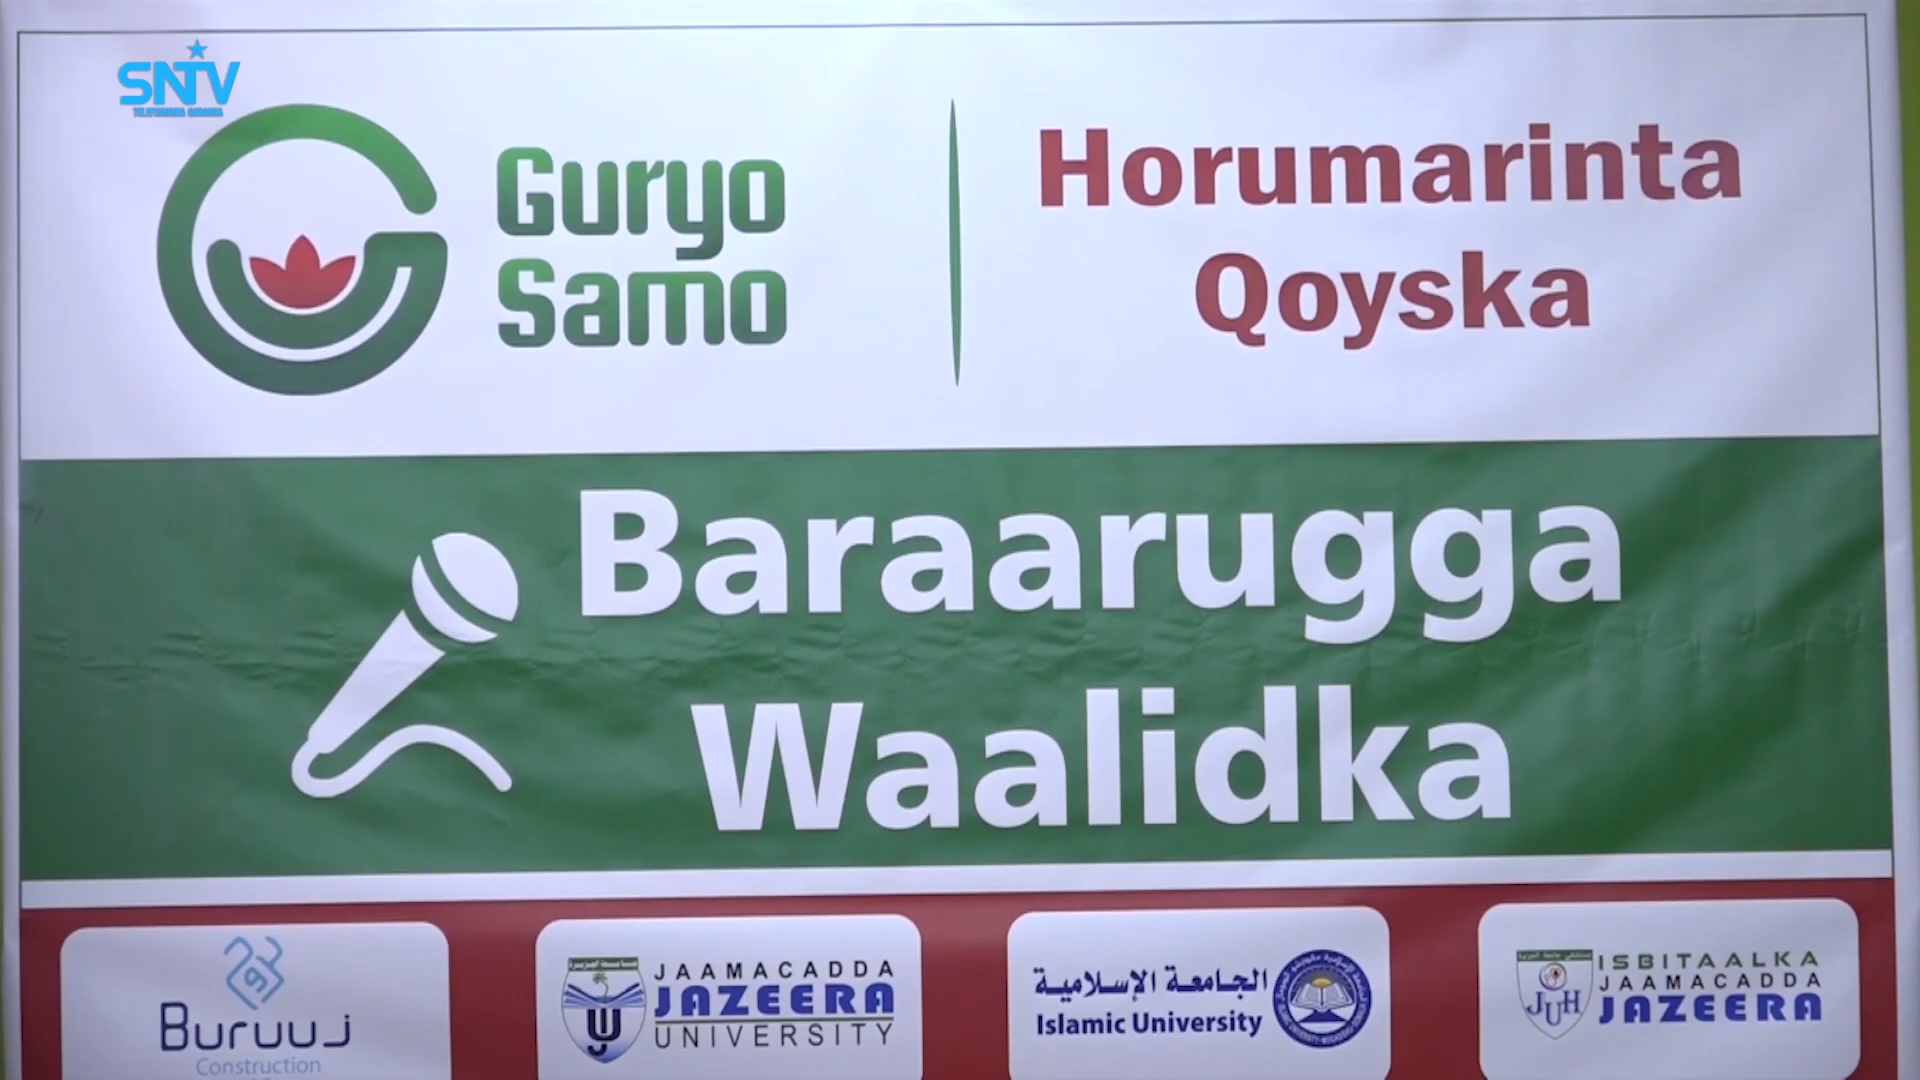 SNTV
Guryo
Samo
Horumarinta
Qoyska
Baraarugga
Waalidka
Buruuj
Construction
JAAMACADDA
JAZEERA
UNIVERSITY
الجامعة الإسلامية
Islamic University
JUH
ISBITAALKA
JAAMACADDA
JAZEERA